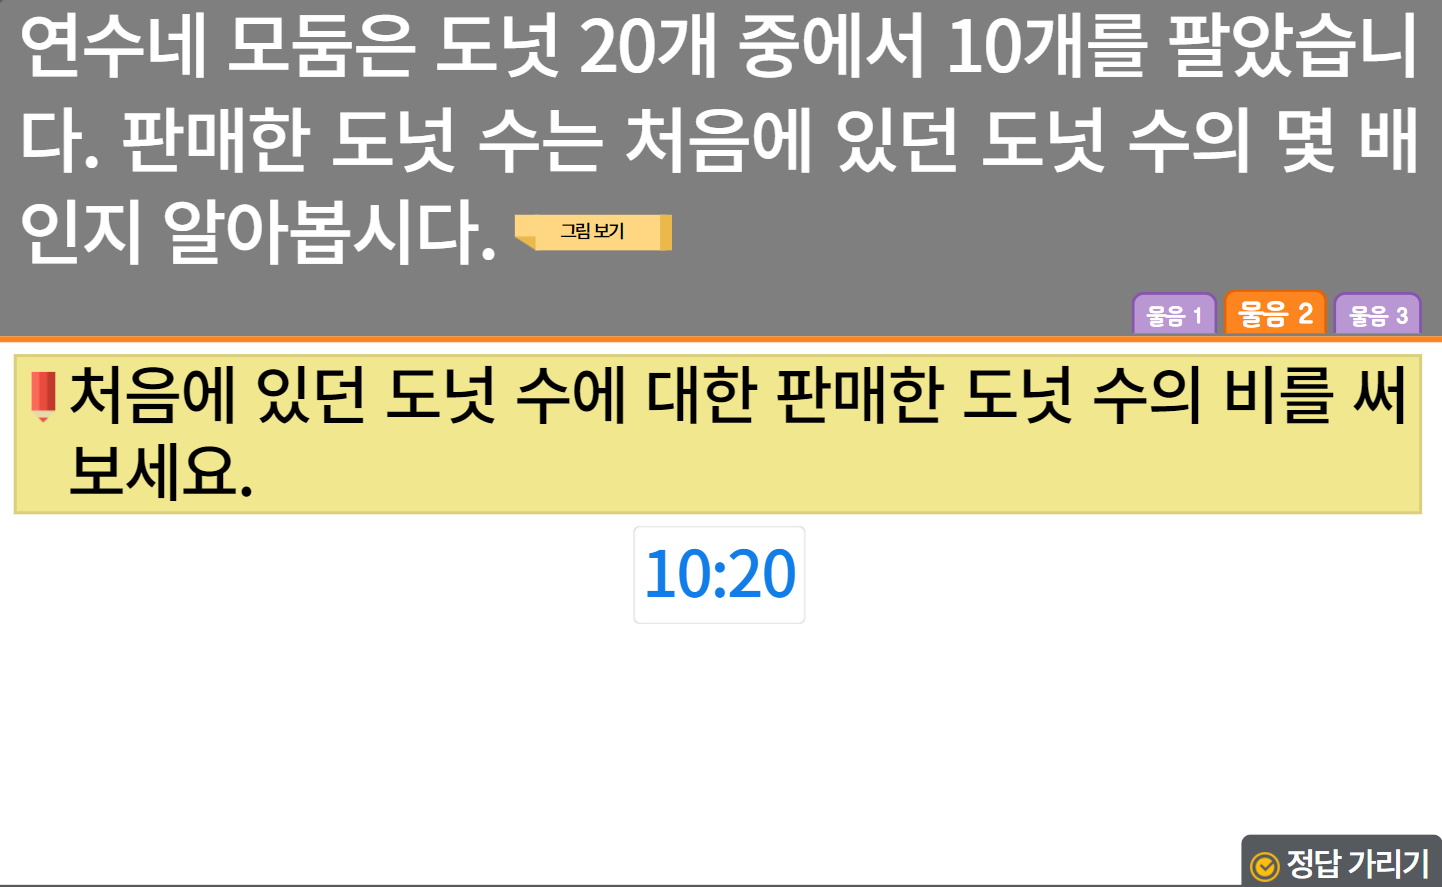 연수네 모둠은 도넛 20개 중에서 10개를 팔았습니
다. 판매한 도넛 수는 처음에 있던 도넛 수의 몇 배
인지 알아봅시다. 그림 보기
물음 1 물음 2 물음 3
처음에 있던 도넛 수에 대한 판매한 도넛 수의 비를 써
보세요.
10:20
정답 가리기